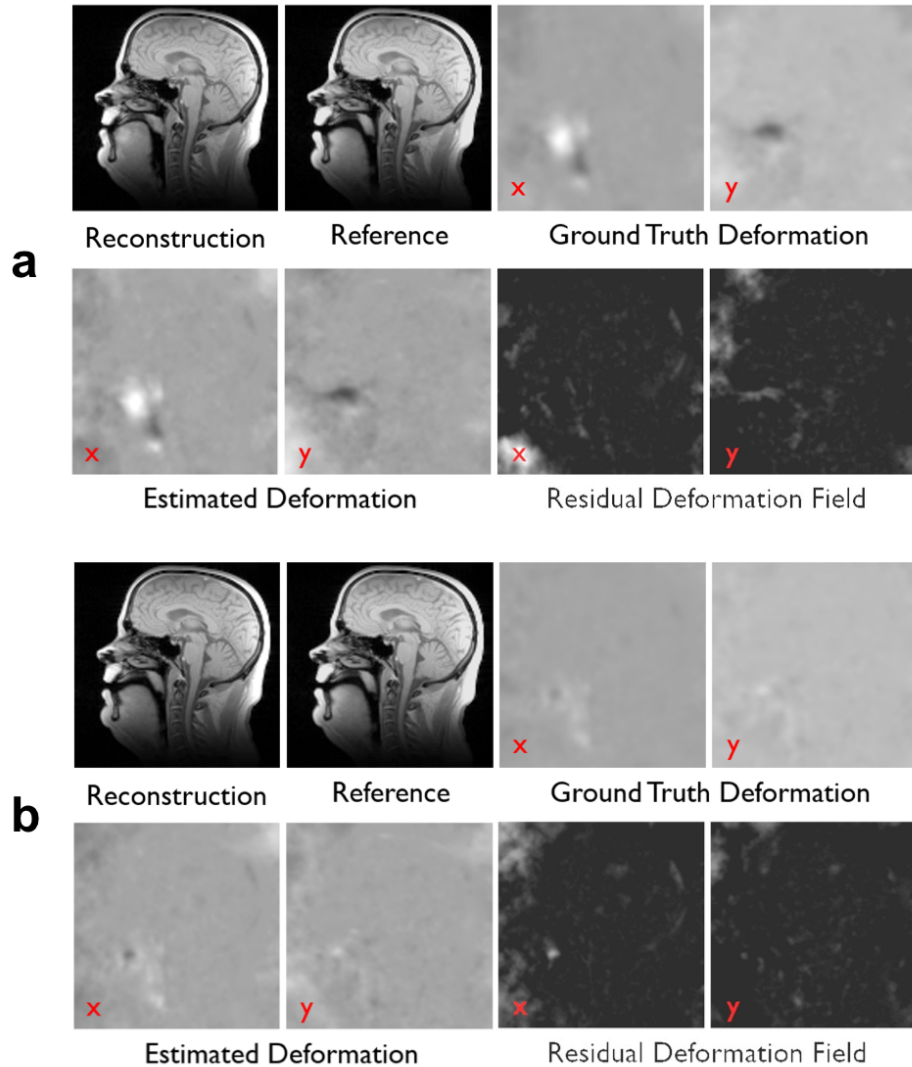 x y
Reconstruction Reference Ground Truth Deformation
a
x y x y
Estimated Deformation Residual Deformation Field
x y
Reconstruction Reference Ground Truth Deformation
b
x y x y
Estimated Deformation Residual Deformation Field